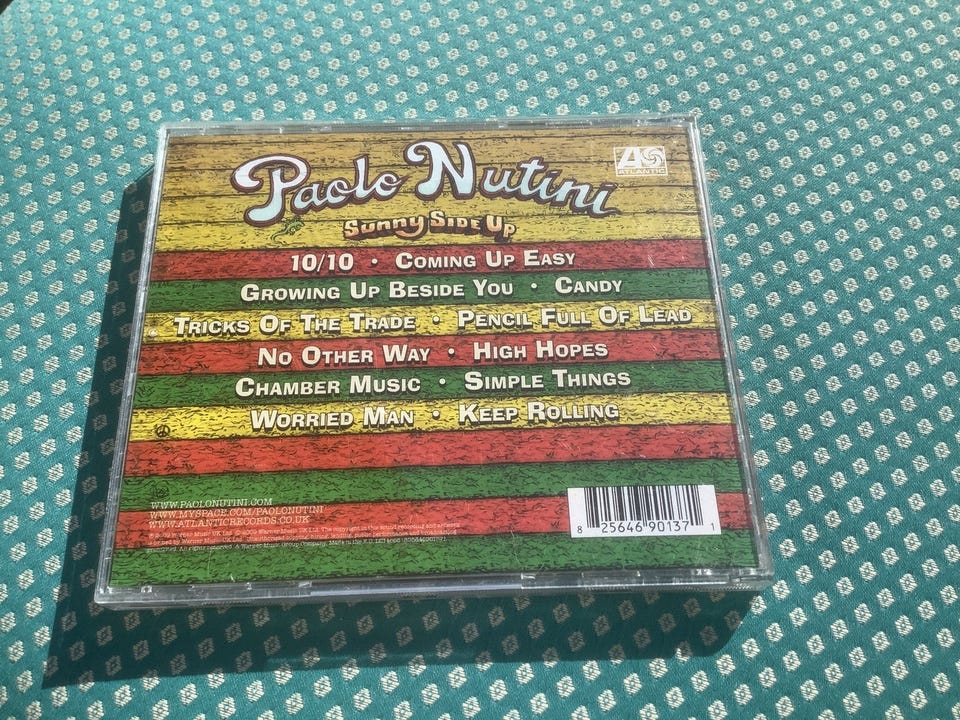 Paolo Nutini
ATLANTIC
Sunny Side Up
10/10 • Coming Up Easy
Growing Up Beside You • Candy
Tricks Of The Trade • Pencil Full Of Lead
No Other Way • High Hopes
Chamber Music • Simple Things
Worried Man • Keep Rolling
WWW.PAOLONUTINI.COM
WWW.MYSPACE.COM/PAOLONUTINI
WWW.ATLANTICRECORDS.CO.UK
8 25646 90137 1